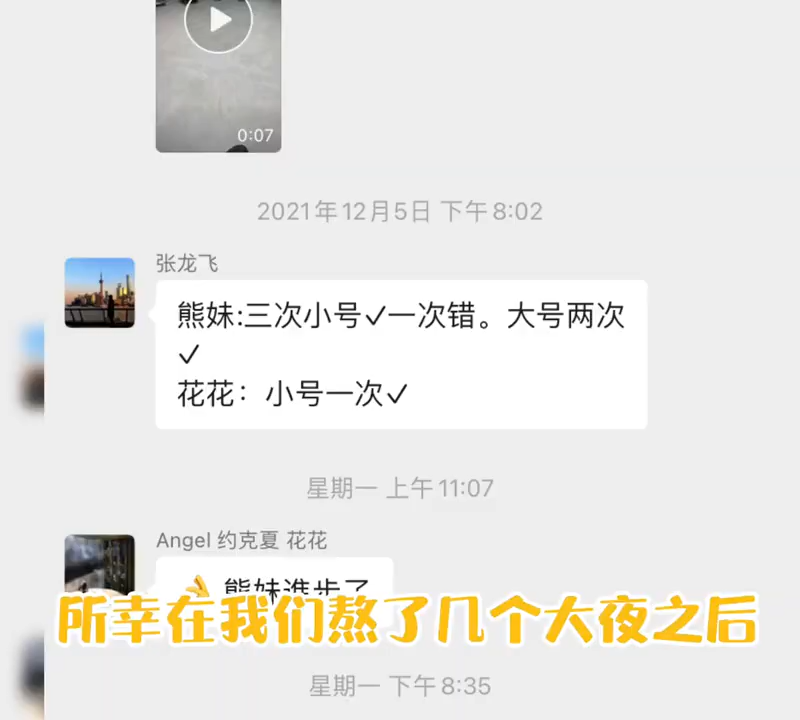 0:07
2021年12月5日 下午8:02
张龙飞
熊妹:三次小号✓一次错。大号两次
✓
花花：小号一次✓
星期一 上午11:07
Angel 约克夏 花花
👌 熊妹進步了
所幸在我们熬了几个大夜之后
星期一 下午8:35